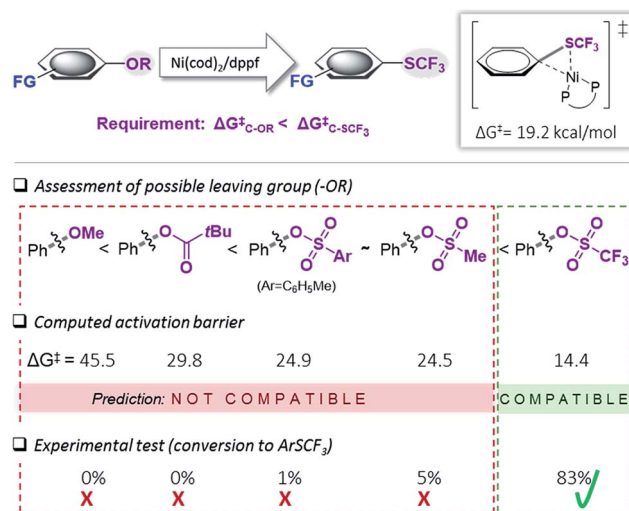 OR
FG
Ni(cod)2/dppf
SCF3
FG
SCF3
Ni
P
P
‡
ΔG‡= 19.2 kcal/mol
Requirement: ΔG‡C-OR < ΔG‡C-SCF3
❑ Assessment of possible leaving group (-OR)
Ph OMe < Ph O tBu O < Ph O S O O Ar ~ Ph O S O O Me < Ph O S O O CF3
(Ar=C6H5Me)
❑ Computed activation barrier
ΔG‡ = 45.5 29.8 24.9 24.5 14.4
Prediction: NOT COMPATIBLE COMPATIBLE
❑ Experimental test (conversion to ArSCF3)
0% 0% 1% 5% 83%
X X X X ✓